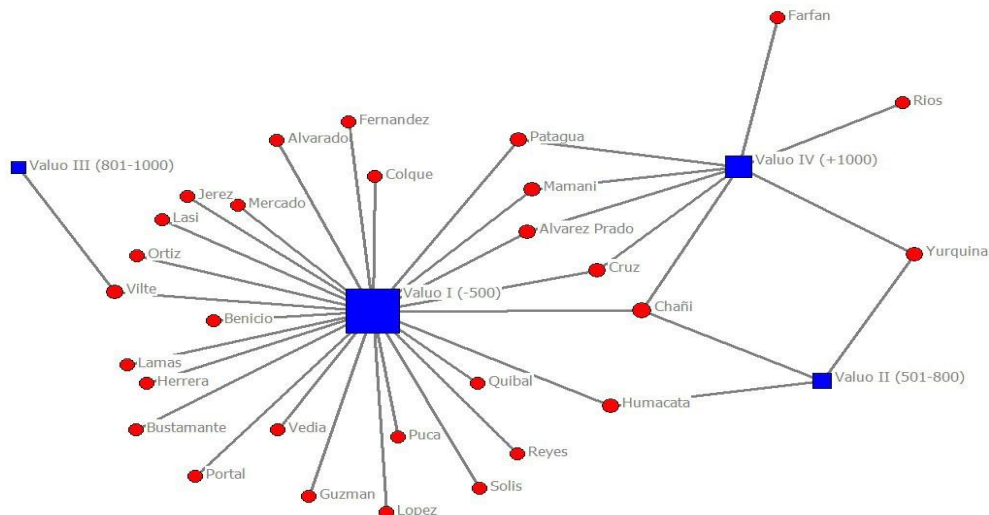 Farfan
Rios
Fernandez
Alvarado
Patagua
Valuo III (801-1000)
Valuo IV (+1000)
Colque
Mamani
Jerez
Mercado
Lasi
Alvarez Prado
Ortiz
Yurquina
Cruz
Vilte
Valuo I (-500)
Chañi
Benicio
Lamas
Valuo II (501-800)
Herrera
Quibal
Humacata
Bustamante
Vedia
Puca
Reyes
Portal
Solis
Guzman
Lopez